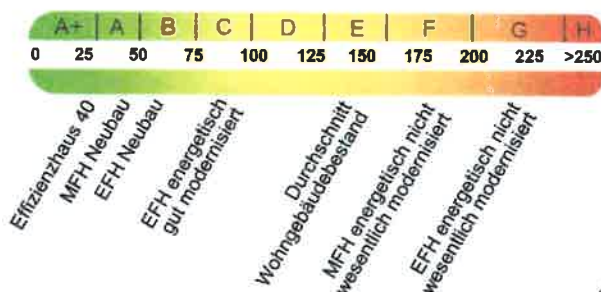 A+ A B C D E F G H
0 25 50 75 100 125 150 175 200 225 >250
Effizienzhaus 40
MFH Neubau
EFH Neubau
EFH energetisch
gut modernisiert
Durchschnitt
Wohngebäudebestand
MFH energetisch nicht
wesentlich modernisiert
EFH energetisch nicht
wesentlich modernisiert